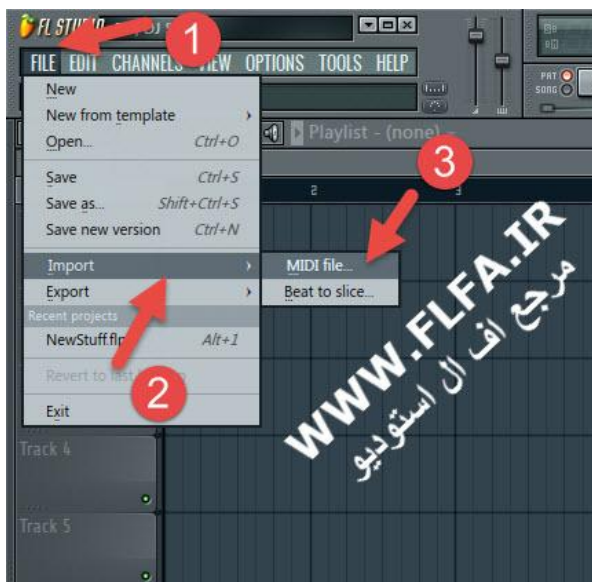 FL STUDIO
1
FILE EDIT CHANNELS VIEW OPTIONS TOOLS HELP
PAT
SONG
New
New from template
Open... Ctrl+O
Playlist - (none)
3
Save Ctrl+S
2
3
Save as... Shift+Ctrl+S
Save new version Ctrl+N
Import
MIDI file...
Export
Beat to slice...
Recent projects
NewStuff.flp Alt+1
Revert to last
2
Exit
WWW.FLFA.IR
مرجع اف ال استودیو
Track 4
Track 5